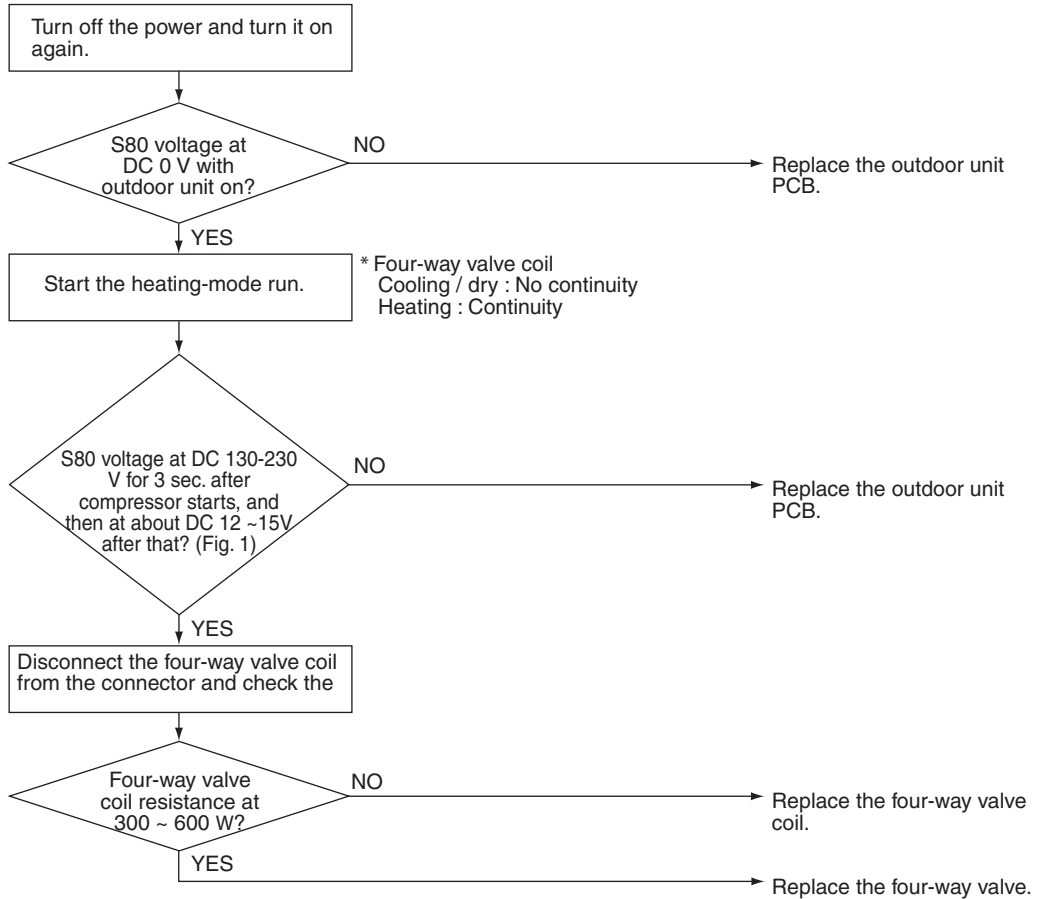 Turn off the power and turn it on
again.
S80 voltage at
DC 0 V with
outdoor unit on?
NO
Replace the outdoor unit
PCB.
YES
Start the heating-mode run.
* Four-way valve coil
Cooling / dry : No continuity
Heating : Continuity
S80 voltage at DC 130-230
V for 3 sec. after
compressor starts, and
then at about DC 12 ~15V
after that? (Fig. 1)
NO
Replace the outdoor unit
PCB.
YES
Disconnect the four-way valve coil
from the connector and check the
Four-way valve
coil resistance at
300 ~ 600 W?
NO
Replace the four-way valve
coil.
YES
Replace the four-way valve.